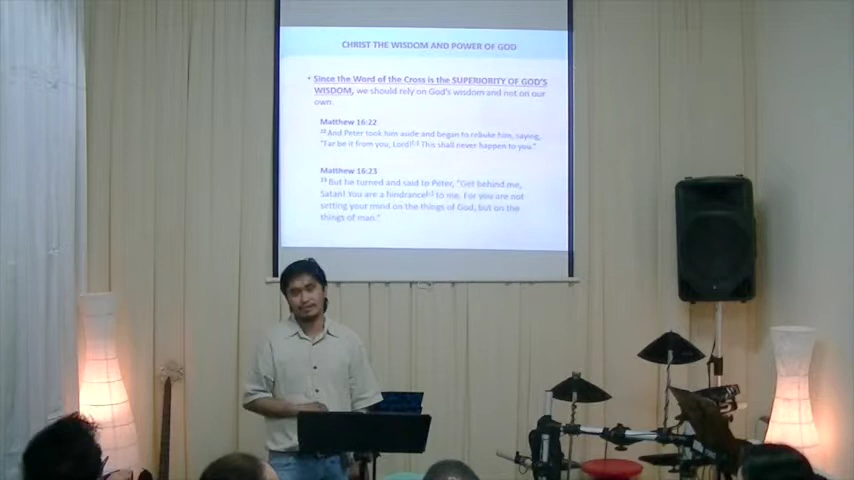 CHRIST THE WISDOM AND POWER OF GOD
• Since the Word of the Cross is the SUPERIORITY OF GOD'S
WISDOM, we should rely on God's wisdom and not on our
own.
Matthew 16:22
22 And Peter took him aside and began to rebuke him, saying,
"Far be it from you, Lord! This shall never happen to you."
Matthew 16:23
23 But he turned and said to Peter, "Get behind me,
Satan! You are a hindrance to me. For you are not
setting your mind on the things of God, but on the
things of man."